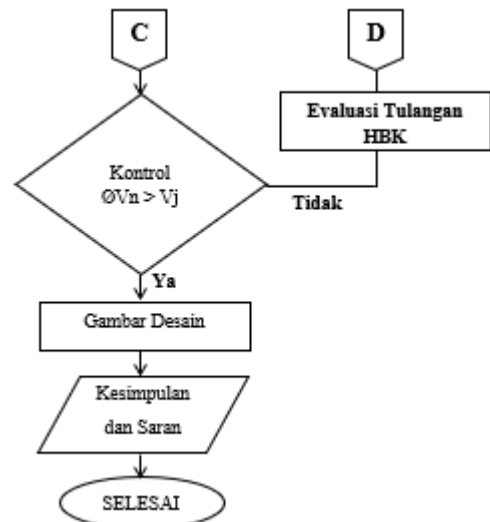 C
D
Evaluasi Tulangan
HBK
Kontrol
ØVn > Vj
Tidak
Ya
Gambar Desain
Kesimpulan
dan Saran
SELESAI